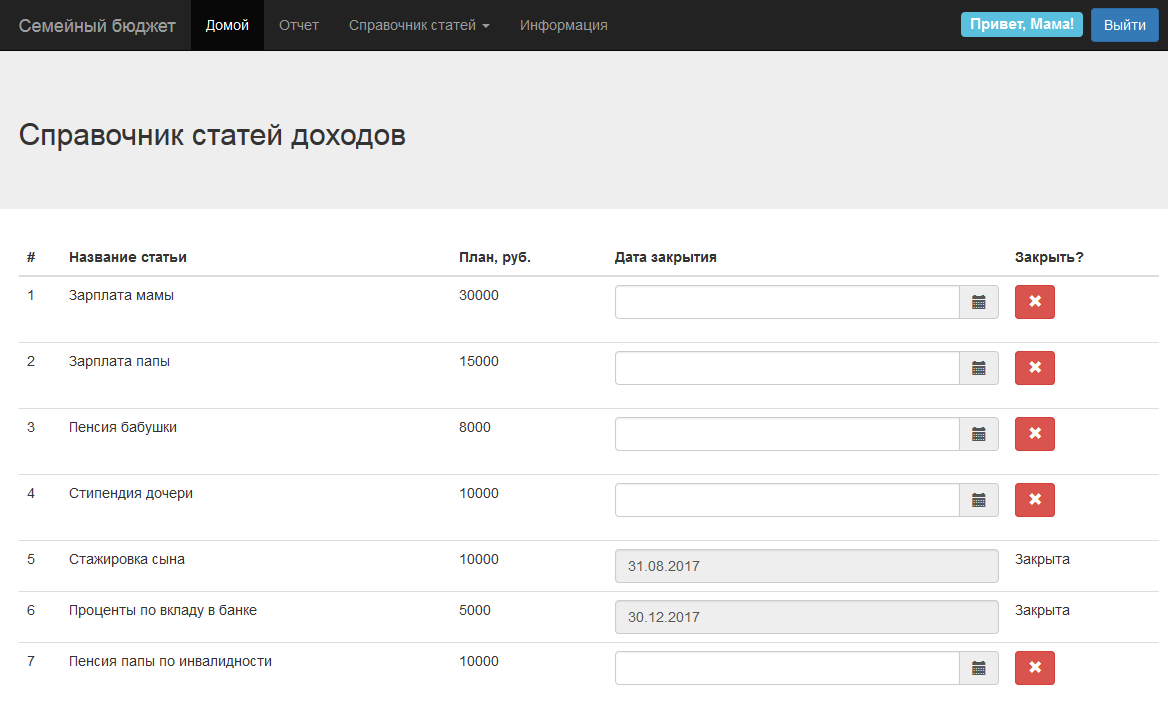 Семейный бюджет Домой Отчет Справочник статей Информация Привет, Мама! Выйти
Справочник статей доходов
# Название статьи План, руб. Дата закрытия Закрыть?
1 Зарплата мамы 30000
2 Зарплата папы 15000
3 Пенсия бабушки 8000
4 Стипендия дочери 10000
5 Стажировка сына 10000 31.08.2017 Закрыта
6 Проценты по вкладу в банке 5000 30.12.2017 Закрыта
7 Пенсия папы по инвалидности 10000